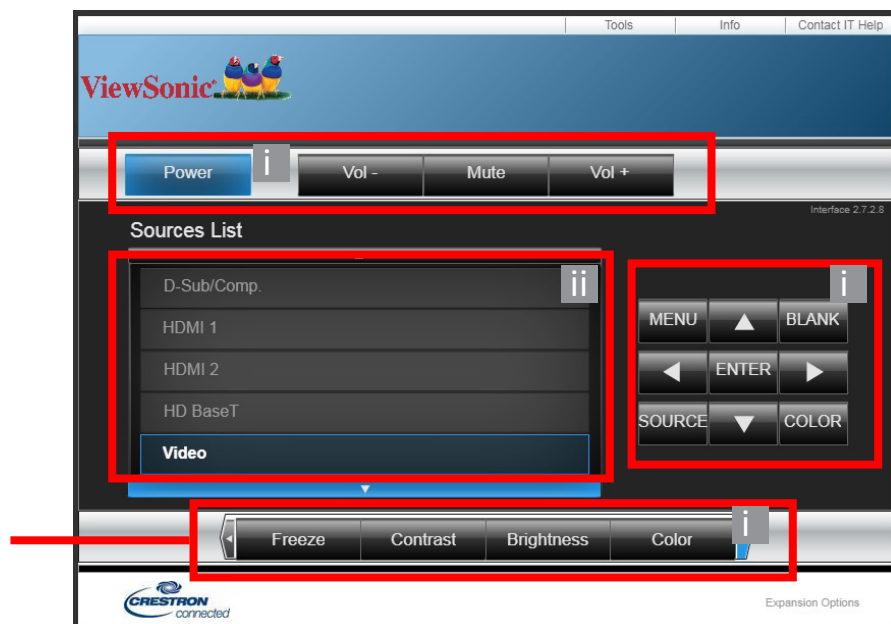 Tools Info Contact IT Help
ViewSonic
Power i Vol - Mute Vol +
Interface 2.7.2.8
Sources List
ii
D-Sub/Comp.
HDMI 1
HDMI 2
HD BaseT
Video
i
MENU BLANK
ENTER
SOURCE COLOR
Freeze Contrast Brightness Color i
CRESTRON
connected
Expansion Options